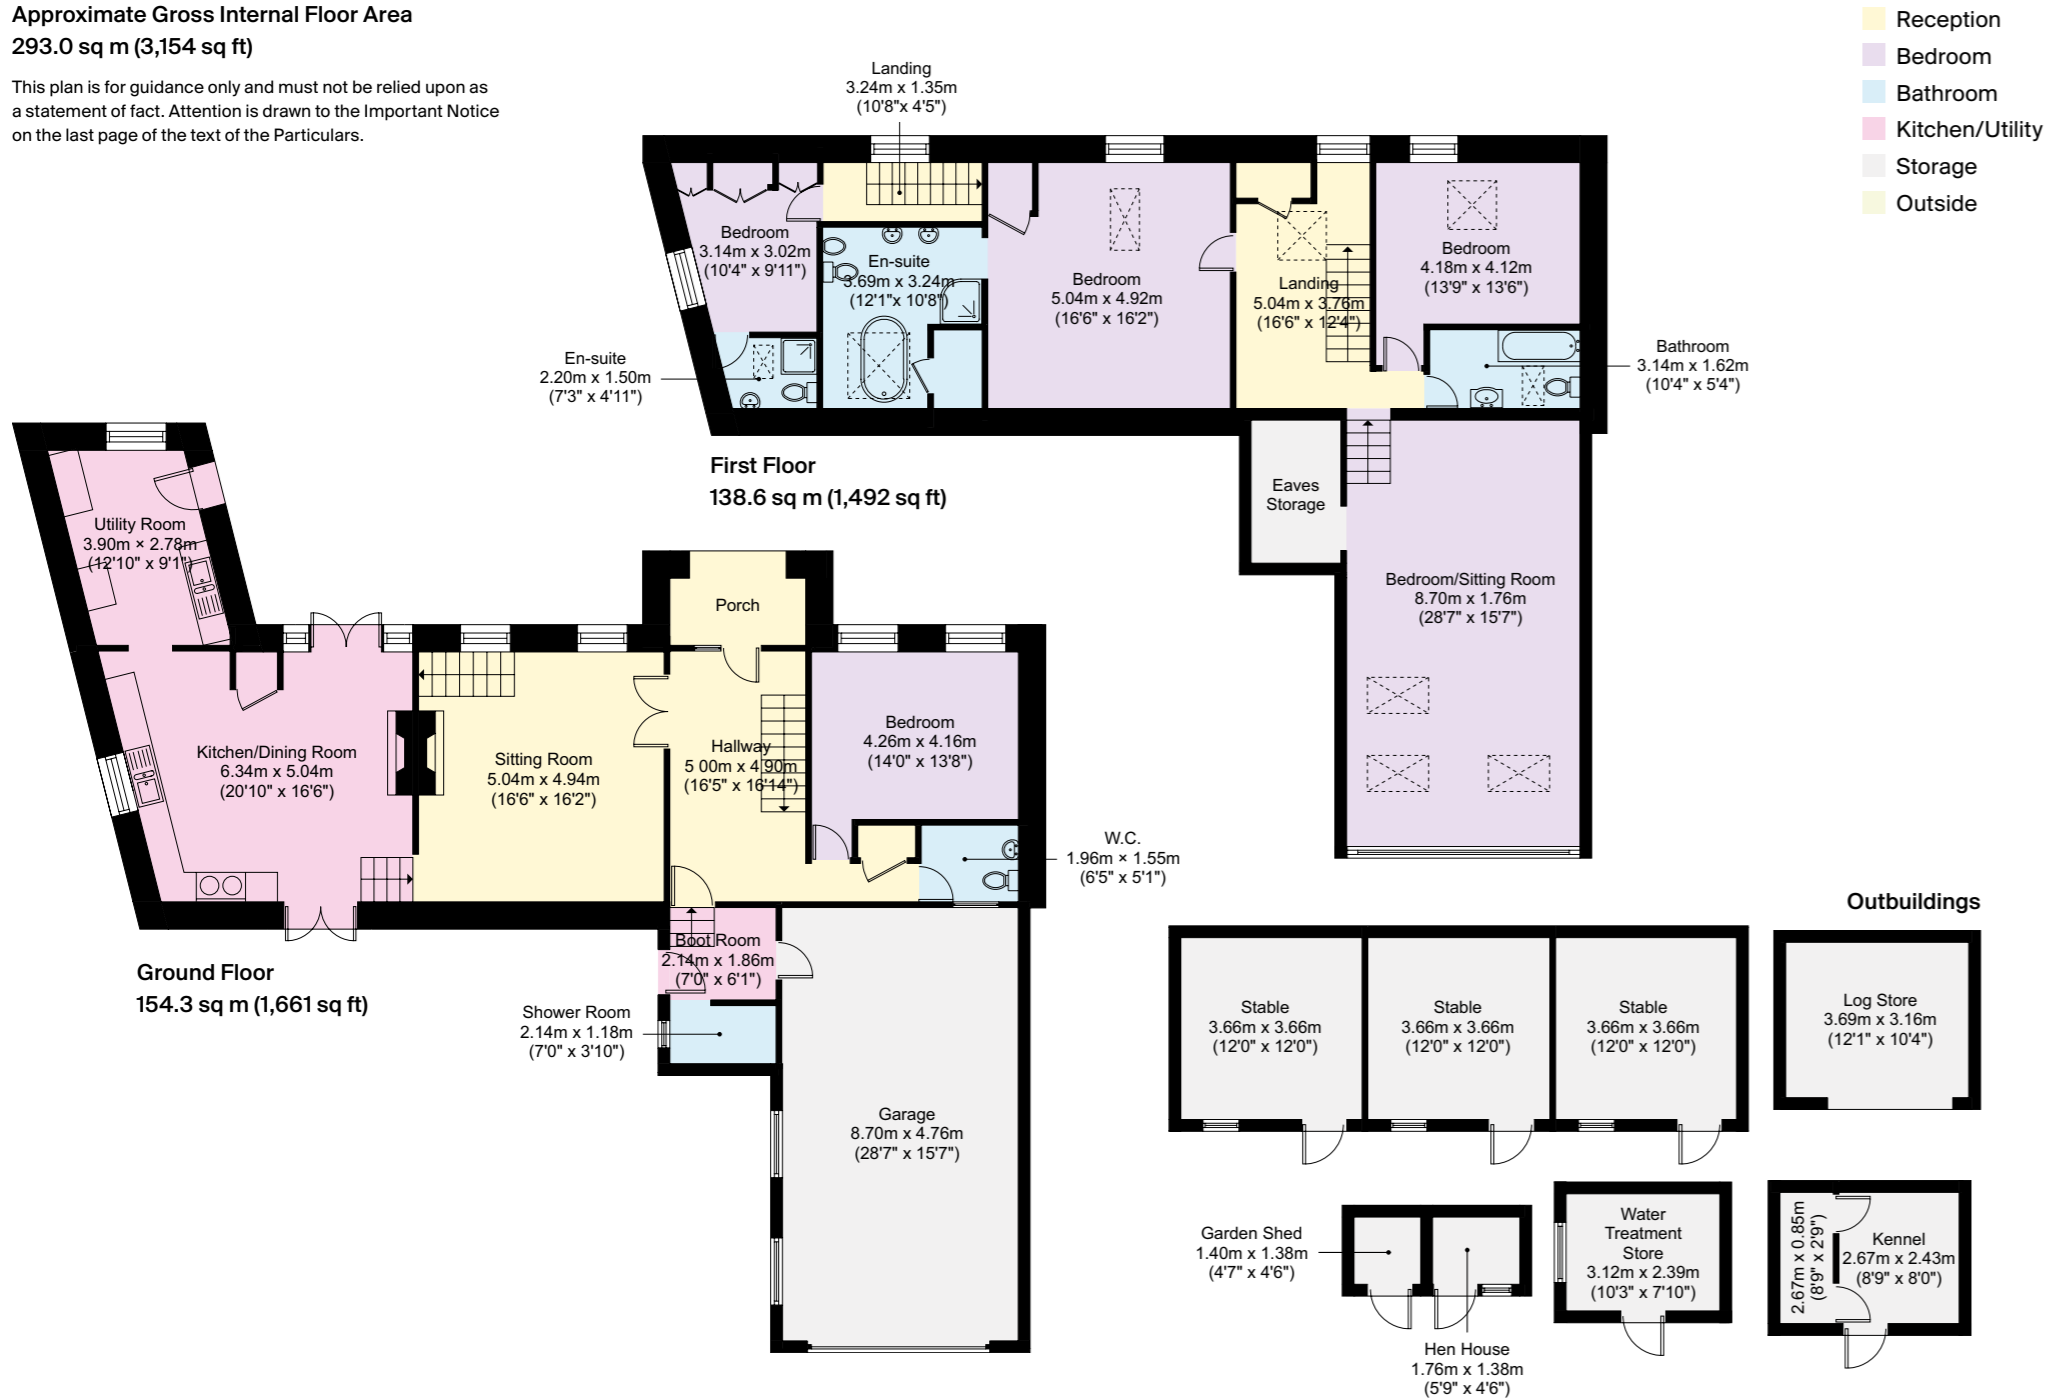 Approximate Gross Internal Floor Area
293.0 sq m (3,154 sq ft)
This plan is for guidance only and must not be relied upon as
a statement of fact. Attention is drawn to the Important Notice
on the last page of the text of the Particulars.
Reception
Bedroom
Bathroom
Kitchen/Utility
Storage
Outside
Landing
3.24m x 1.35m
(10'8"x 4'5")
Bedroom
3.14m x 3.02m
(10'4" x 9'11")
En-suite
3.69m x 3.24m
(12'1"x 10'8")
Bedroom
5.04m x 4.92m
(16'6" x 16'2")
Landing
5.04m x 3.76m
(16'6" x 12'4")
Bedroom
4.18m x 4.12m
(13'9" x 13'6")
En-suite
2.20m x 1.50m
(7'3" x 4'11")
Bathroom
3.14m x 1.62m
(10'4" x 5'4")
First Floor
138.6 sq m (1,492 sq ft)
Eaves
Storage
Bedroom/Sitting Room
8.70m x 1.76m
(28'7" x 15'7")
Utility Room
3.90m × 2.78m
(12'10" x 9'1")
Porch
Kitchen/Dining Room
6.34m x 5.04m
(20'10" x 16'6")
Sitting Room
5.04m x 4.94m
(16'6" x 16'2")
Hallway
5 00m x 4.90m
(16'5" x 16'14")
Bedroom
4.26m x 4.16m
(14'0" x 13'8")
W.C.
1.96m × 1.55m
(6'5" x 5'1")
Ground Floor
154.3 sq m (1,661 sq ft)
Boot Room
2.14m x 1.86m
(7'0" x 6'1")
Shower Room
2.14m x 1.18m
(7'0" x 3'10")
Garage
8.70m x 4.76m
(28'7" x 15'7")
Outbuildings
Stable
3.66m x 3.66m
(12'0" x 12'0")
Stable
3.66m x 3.66m
(12'0" x 12'0")
Stable
3.66m x 3.66m
(12'0" x 12'0")
Log Store
3.69m x 3.16m
(12'1" x 10'4")
Garden Shed
1.40m x 1.38m
(4'7" x 4'6")
Hen House
1.76m x 1.38m
(5'9" x 4'6")
Water
Treatment
Store
3.12m x 2.39m
(10'3" x 7'10")
2.67m x 0.85m
(8'9" x 2'9")
Kennel
2.67m x 2.43m
(8'9" x 8'0")